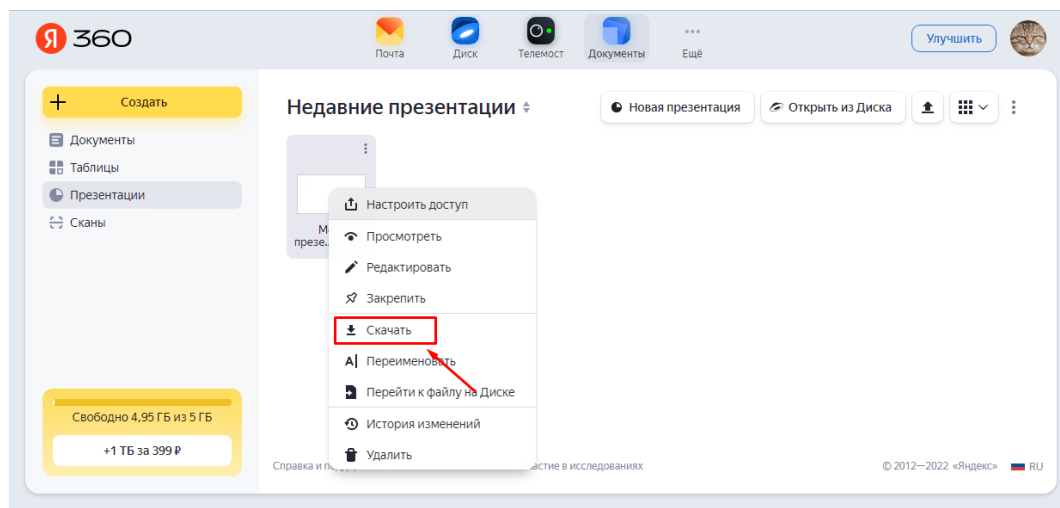 Я 360
Почта
Диск
Телемост
Документы
Ещё
Улучшить
Создать
Документы
Таблицы
Презентации
Сканы
Свободно 4,95 ГБ из 5 ГБ
+1 ТБ за 399 ₽
Недавние презентации
Новая презентация
Открыть из Диска
презе..
Настроить доступ
Просмотреть
Редактировать
Закрепить
Скачать
Переименовать
Перейти к файлу на Диске
История изменений
Удалить
Справка и
в исследованиях
© 2012—2022 «Яндекс»
RU